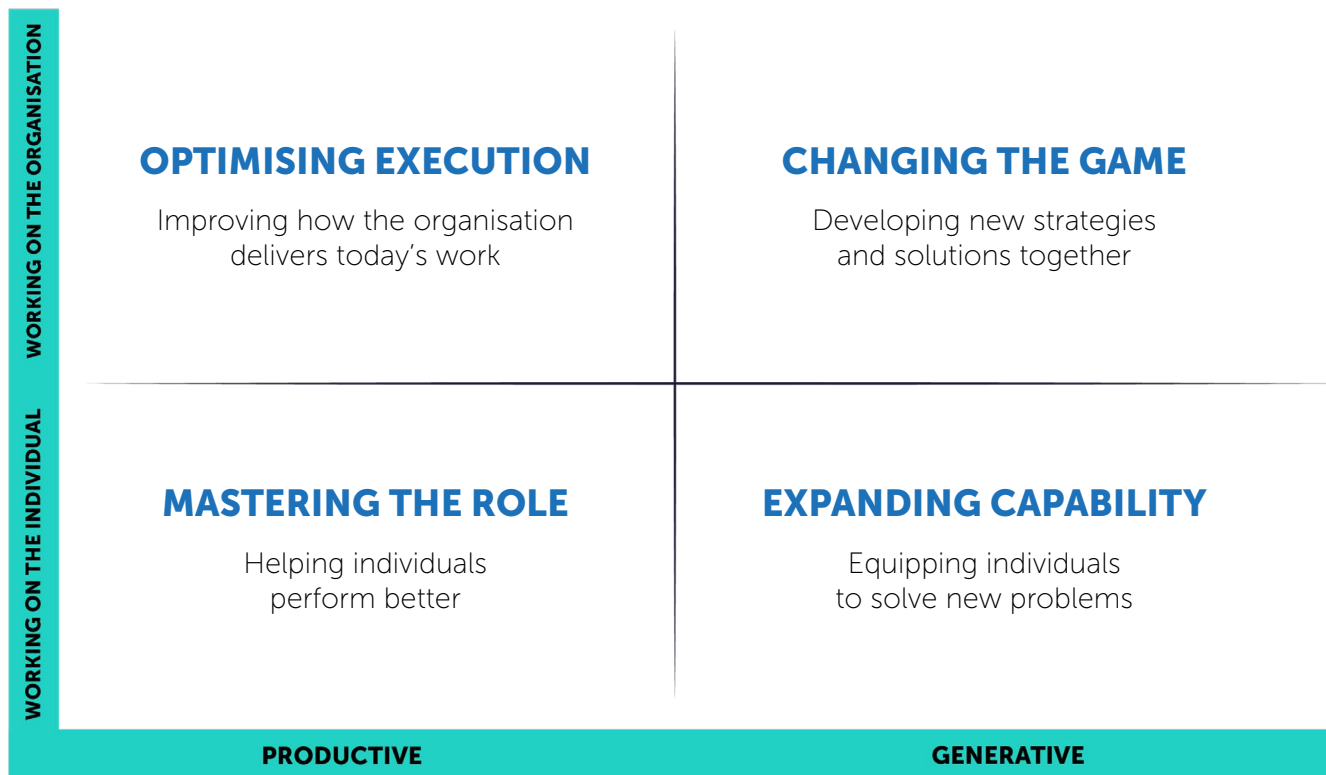 WORKING ON THE ORGANISATION
OPTIMISING EXECUTION
Improving how the organisation
delivers today's work
CHANGING THE GAME
Developing new strategies
and solutions together
WORKING ON THE INDIVIDUAL
MASTERING THE ROLE
Helping individuals
perform better
EXPANDING CAPABILITY
Equipping individuals
to solve new problems
PRODUCTIVE
GENERATIVE